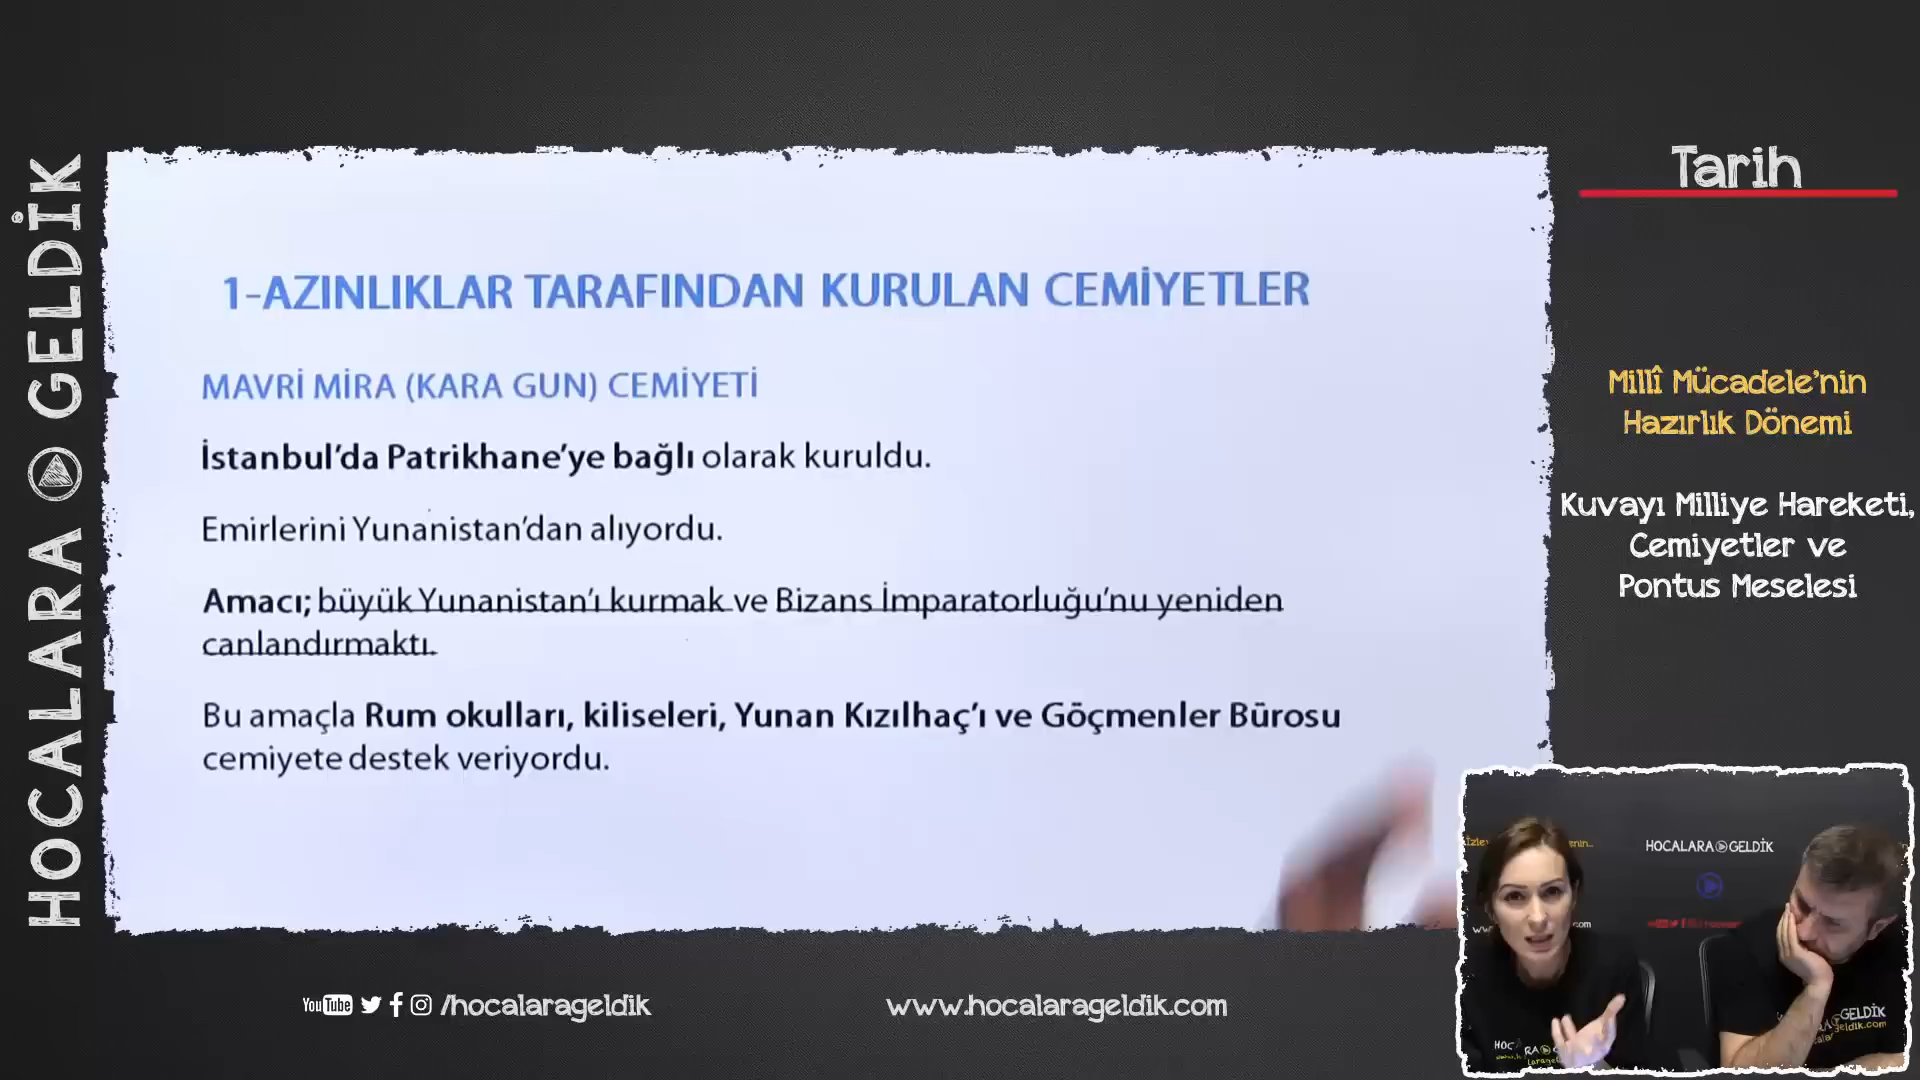 HOCALARA GELDİK
1-AZINLIKLAR TARAFINDAN KURULAN CEMİYETLER
MAVRİ MİRA (KARA GUN) CEMİYETİ
İstanbul'da Patrikhane'ye bağlı olarak kuruldu.
Emirlerini Yunanistan'dan alıyordu.
Amacı; büyük Yunanistan'ı kurmak ve Bizans İmparatorluğu'nu yeniden
canlandırmaktı.
Bu amaçla Rum okulları, kiliseleri, Yunan Kızılhaç'ı ve Göçmenler Bürosu
cemiyete destek veriyordu.
Tarih
Millî Mücadele'nin
Hazırlık Dönemi
Kuvayı Milliye Hareketi,
Cemiyetler ve
Pontus Meselesi
HOCALARA GELDİK
GELDİK
YouTube /hocalarageldik
www.hocalarageldik.com